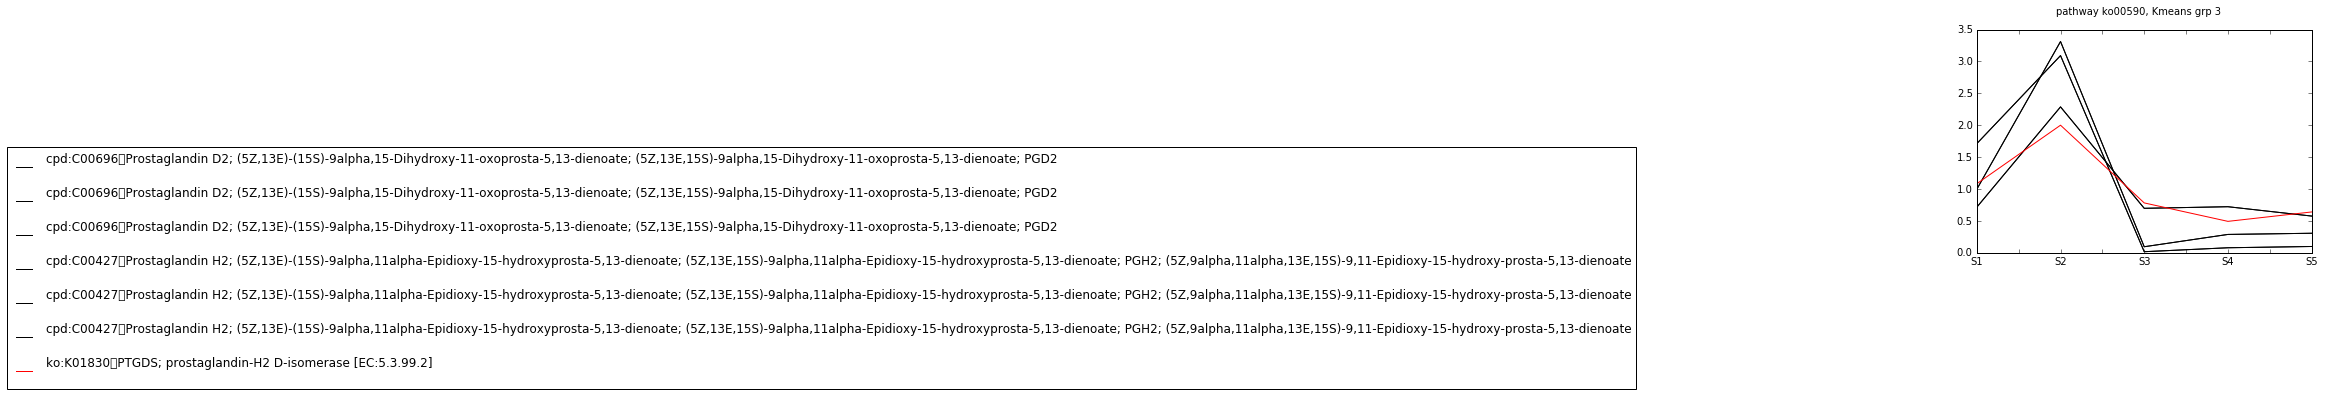 pathway ko00590, Kmeans grp 3
3.5
3.0
2.5
2.0
1.5
1.0
0.5
0.0
S1 S2 S3 S4 S5
cpd:C00696▯Prostaglandin D2; (5Z,13E)-(15S)-9alpha,15-Dihydroxy-11-oxoprosta-5,13-dienoate; (5Z,13E,15S)-9alpha,15-Dihydroxy-11-oxoprosta-5,13-dienoate; PGD2
cpd:C00696▯Prostaglandin D2; (5Z,13E)-(15S)-9alpha,15-Dihydroxy-11-oxoprosta-5,13-dienoate; (5Z,13E,15S)-9alpha,15-Dihydroxy-11-oxoprosta-5,13-dienoate; PGD2
cpd:C00696▯Prostaglandin D2; (5Z,13E)-(15S)-9alpha,15-Dihydroxy-11-oxoprosta-5,13-dienoate; (5Z,13E,15S)-9alpha,15-Dihydroxy-11-oxoprosta-5,13-dienoate; PGD2
cpd:C00427▯Prostaglandin H2; (5Z,13E)-(15S)-9alpha,11alpha-Epidioxy-15-hydroxyprosta-5,13-dienoate; (5Z,13E,15S)-9alpha,11alpha-Epidioxy-15-hydroxyprosta-5,13-dienoate; PGH2; (5Z,9alpha,11alpha,13E,15S)-9,11-Epidioxy-15-hydroxy-prosta-5,13-dienoate
cpd:C00427▯Prostaglandin H2; (5Z,13E)-(15S)-9alpha,11alpha-Epidioxy-15-hydroxyprosta-5,13-dienoate; (5Z,13E,15S)-9alpha,11alpha-Epidioxy-15-hydroxyprosta-5,13-dienoate; PGH2; (5Z,9alpha,11alpha,13E,15S)-9,11-Epidioxy-15-hydroxy-prosta-5,13-dienoate
cpd:C00427▯Prostaglandin H2; (5Z,13E)-(15S)-9alpha,11alpha-Epidioxy-15-hydroxyprosta-5,13-dienoate; (5Z,13E,15S)-9alpha,11alpha-Epidioxy-15-hydroxyprosta-5,13-dienoate; PGH2; (5Z,9alpha,11alpha,13E,15S)-9,11-Epidioxy-15-hydroxy-prosta-5,13-dienoate
ko:K01830▯PTGDS; prostaglandin-H2 D-isomerase [EC:5.3.99.2]